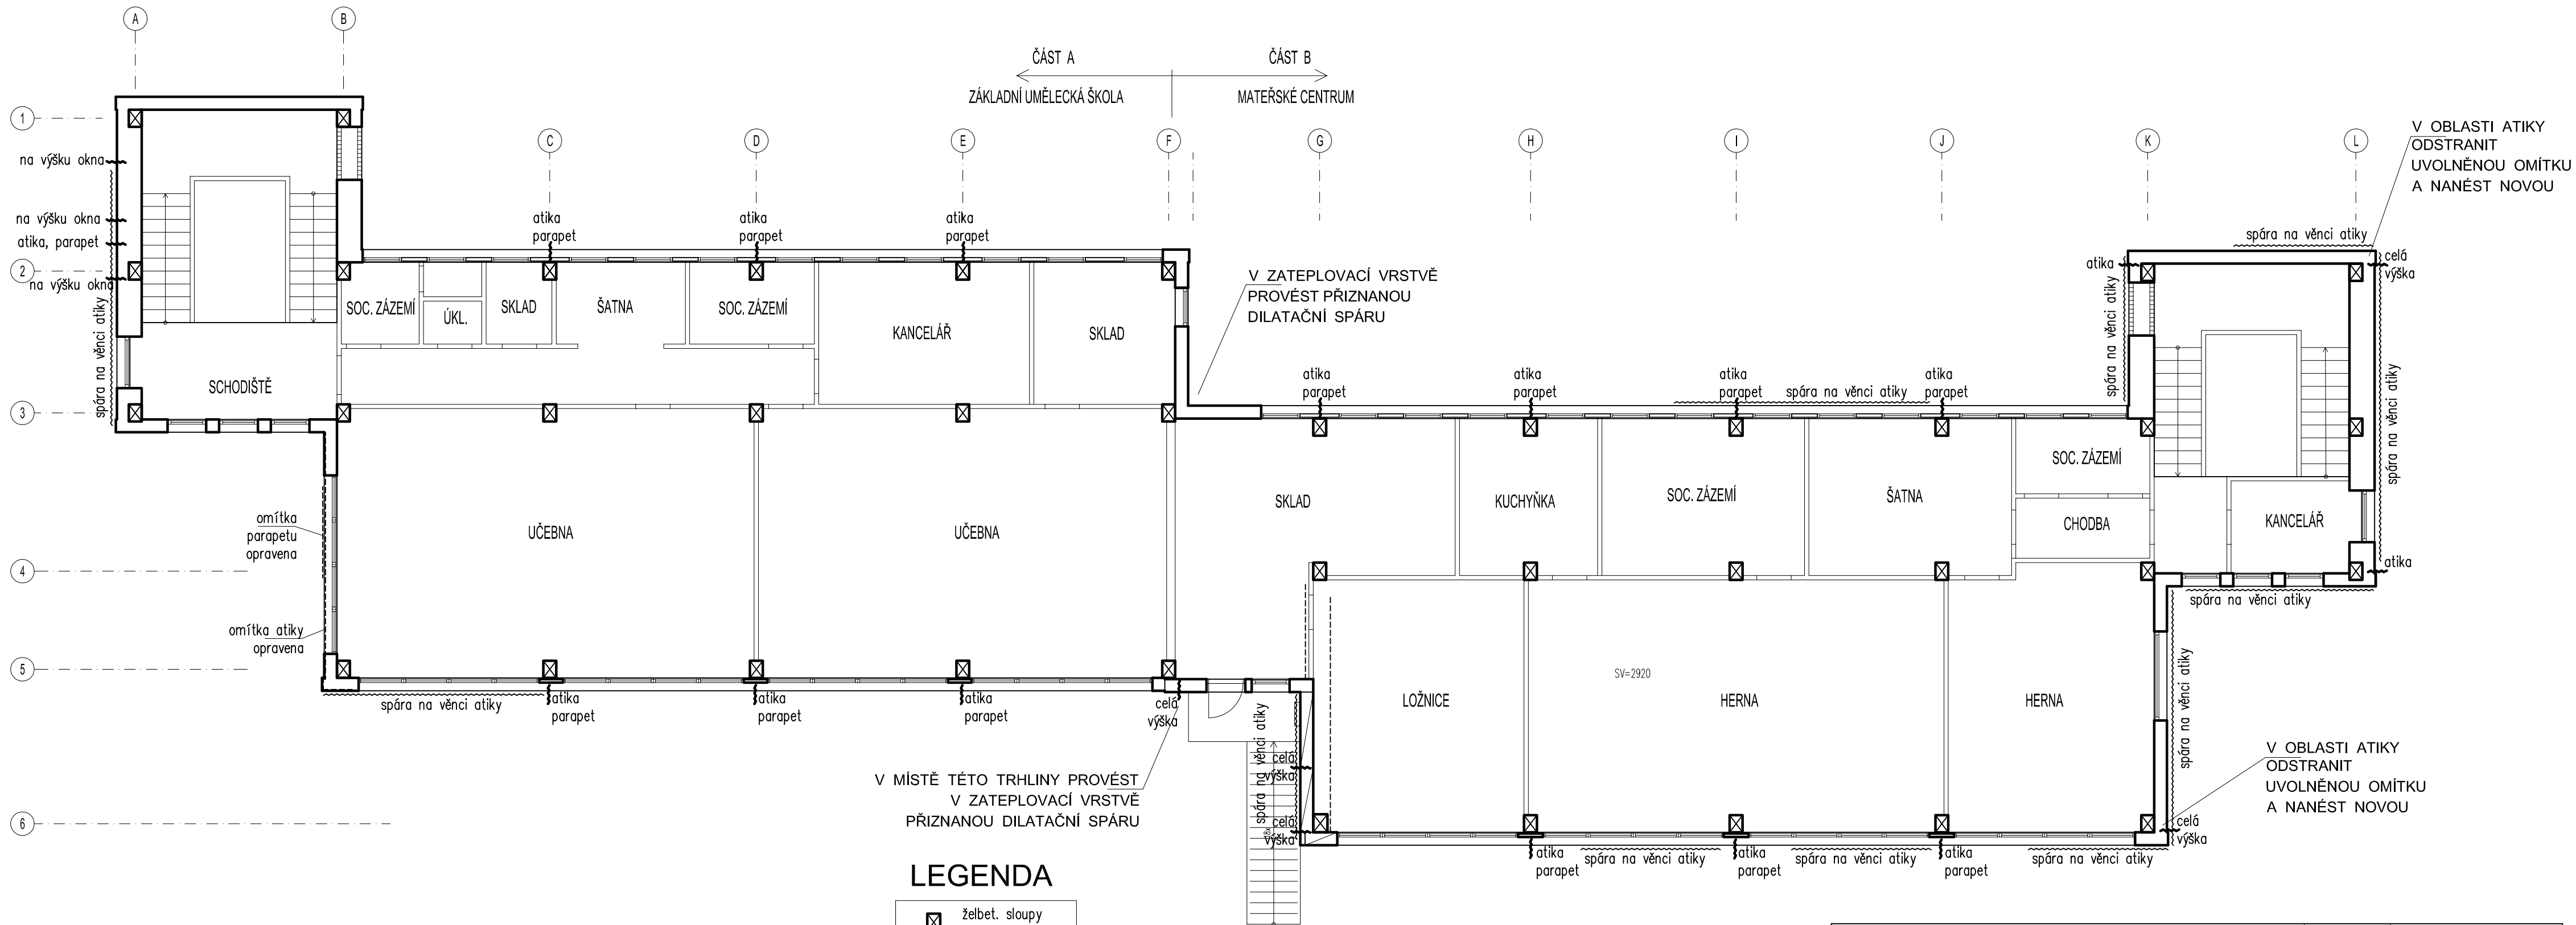 A
B
ČÁST A
ČÁST B
ZÁKLADNÍ UMĚLECKÁ ŠKOLA
MATEŘSKÉ CENTRUM
1
C
D
E
F
G
H
I
J
K
L
V OBLASTI ATIKY
ODSTRANIT
UVOLNĚNOU OMÍTKU
A NANÉST NOVOU
na výšku okna
na výšku okna
atika, parapet
2
na výšku okna
spára na věnci atiky
atika
parapet
atika
parapet
atika
parapet
spára na věnci atiky
atika
celá
výška
V ZATEPLOVACÍ VRSTVĚ
PROVÉST PŘIZNANOU
DILATAČNÍ SPÁRU
SOC. ZÁZEMÍ
ÚKL.
SKLAD
ŠATNA
SOC. ZÁZEMÍ
KANCELÁŘ
SKLAD
SCHODIŠTĚ
3
atika
parapet
atika
parapet
atika
parapet
spára na věnci atiky
atika
parapet
spára na věnci atiky
spára na věnci atiky
SOC. ZÁZEMÍ
SKLAD
KUCHYŇKA
SOC. ZÁZEMÍ
ŠATNA
CHODBA
KANCELÁŘ
omítka
parapetu
opravena
UČEBNA
UČEBNA
4
atika
spára na věnci atiky
omítka atiky
opravena
5
SV=2920
LOŽNICE
HERNA
HERNA
spára na věnci atiky
spára na věnci atiky
atika
parapet
atika
parapet
atika
parapet
celá
výška
spára na věnci atiky
celá
výška
V MÍSTĚ TÉTO TRHLINY PROVÉST
V ZATEPLOVACÍ VRSTVĚ
PŘIZNANOU DILATAČNÍ SPÁRU
V OBLASTI ATIKY
ODSTRANIT
UVOLNĚNOU OMÍTKU
A NANÉST NOVOU
6
celá
výška
celá
výška
atika
parapet
spára na věnci atiky
atika
parapet
spára na věnci atiky
atika
parapet
spára na věnci atiky
LEGENDA
želbet. sloupy